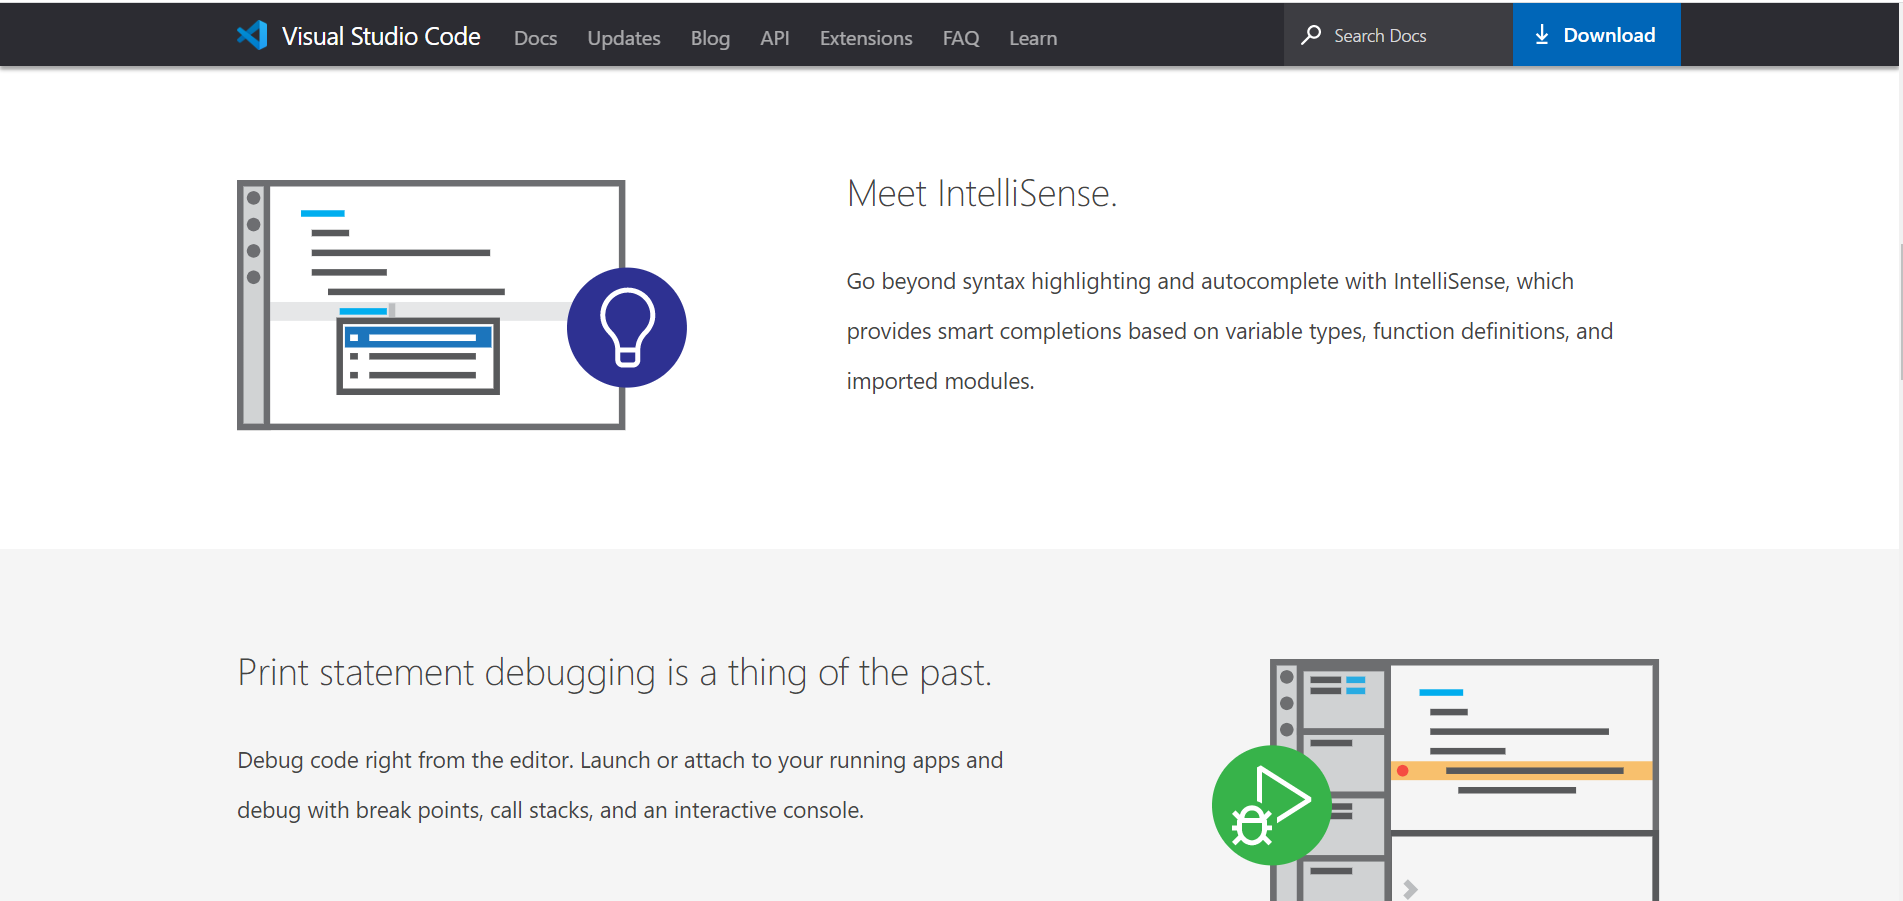 Visual Studio Code Docs Updates Blog API Extensions FAQ Learn Search Docs Download
Meet IntelliSense.
Go beyond syntax highlighting and autocomplete with IntelliSense, which
provides smart completions based on variable types, function definitions, and
imported modules.
Print statement debugging is a thing of the past.
Debug code right from the editor. Launch or attach to your running apps and
debug with break points, call stacks, and an interactive console.